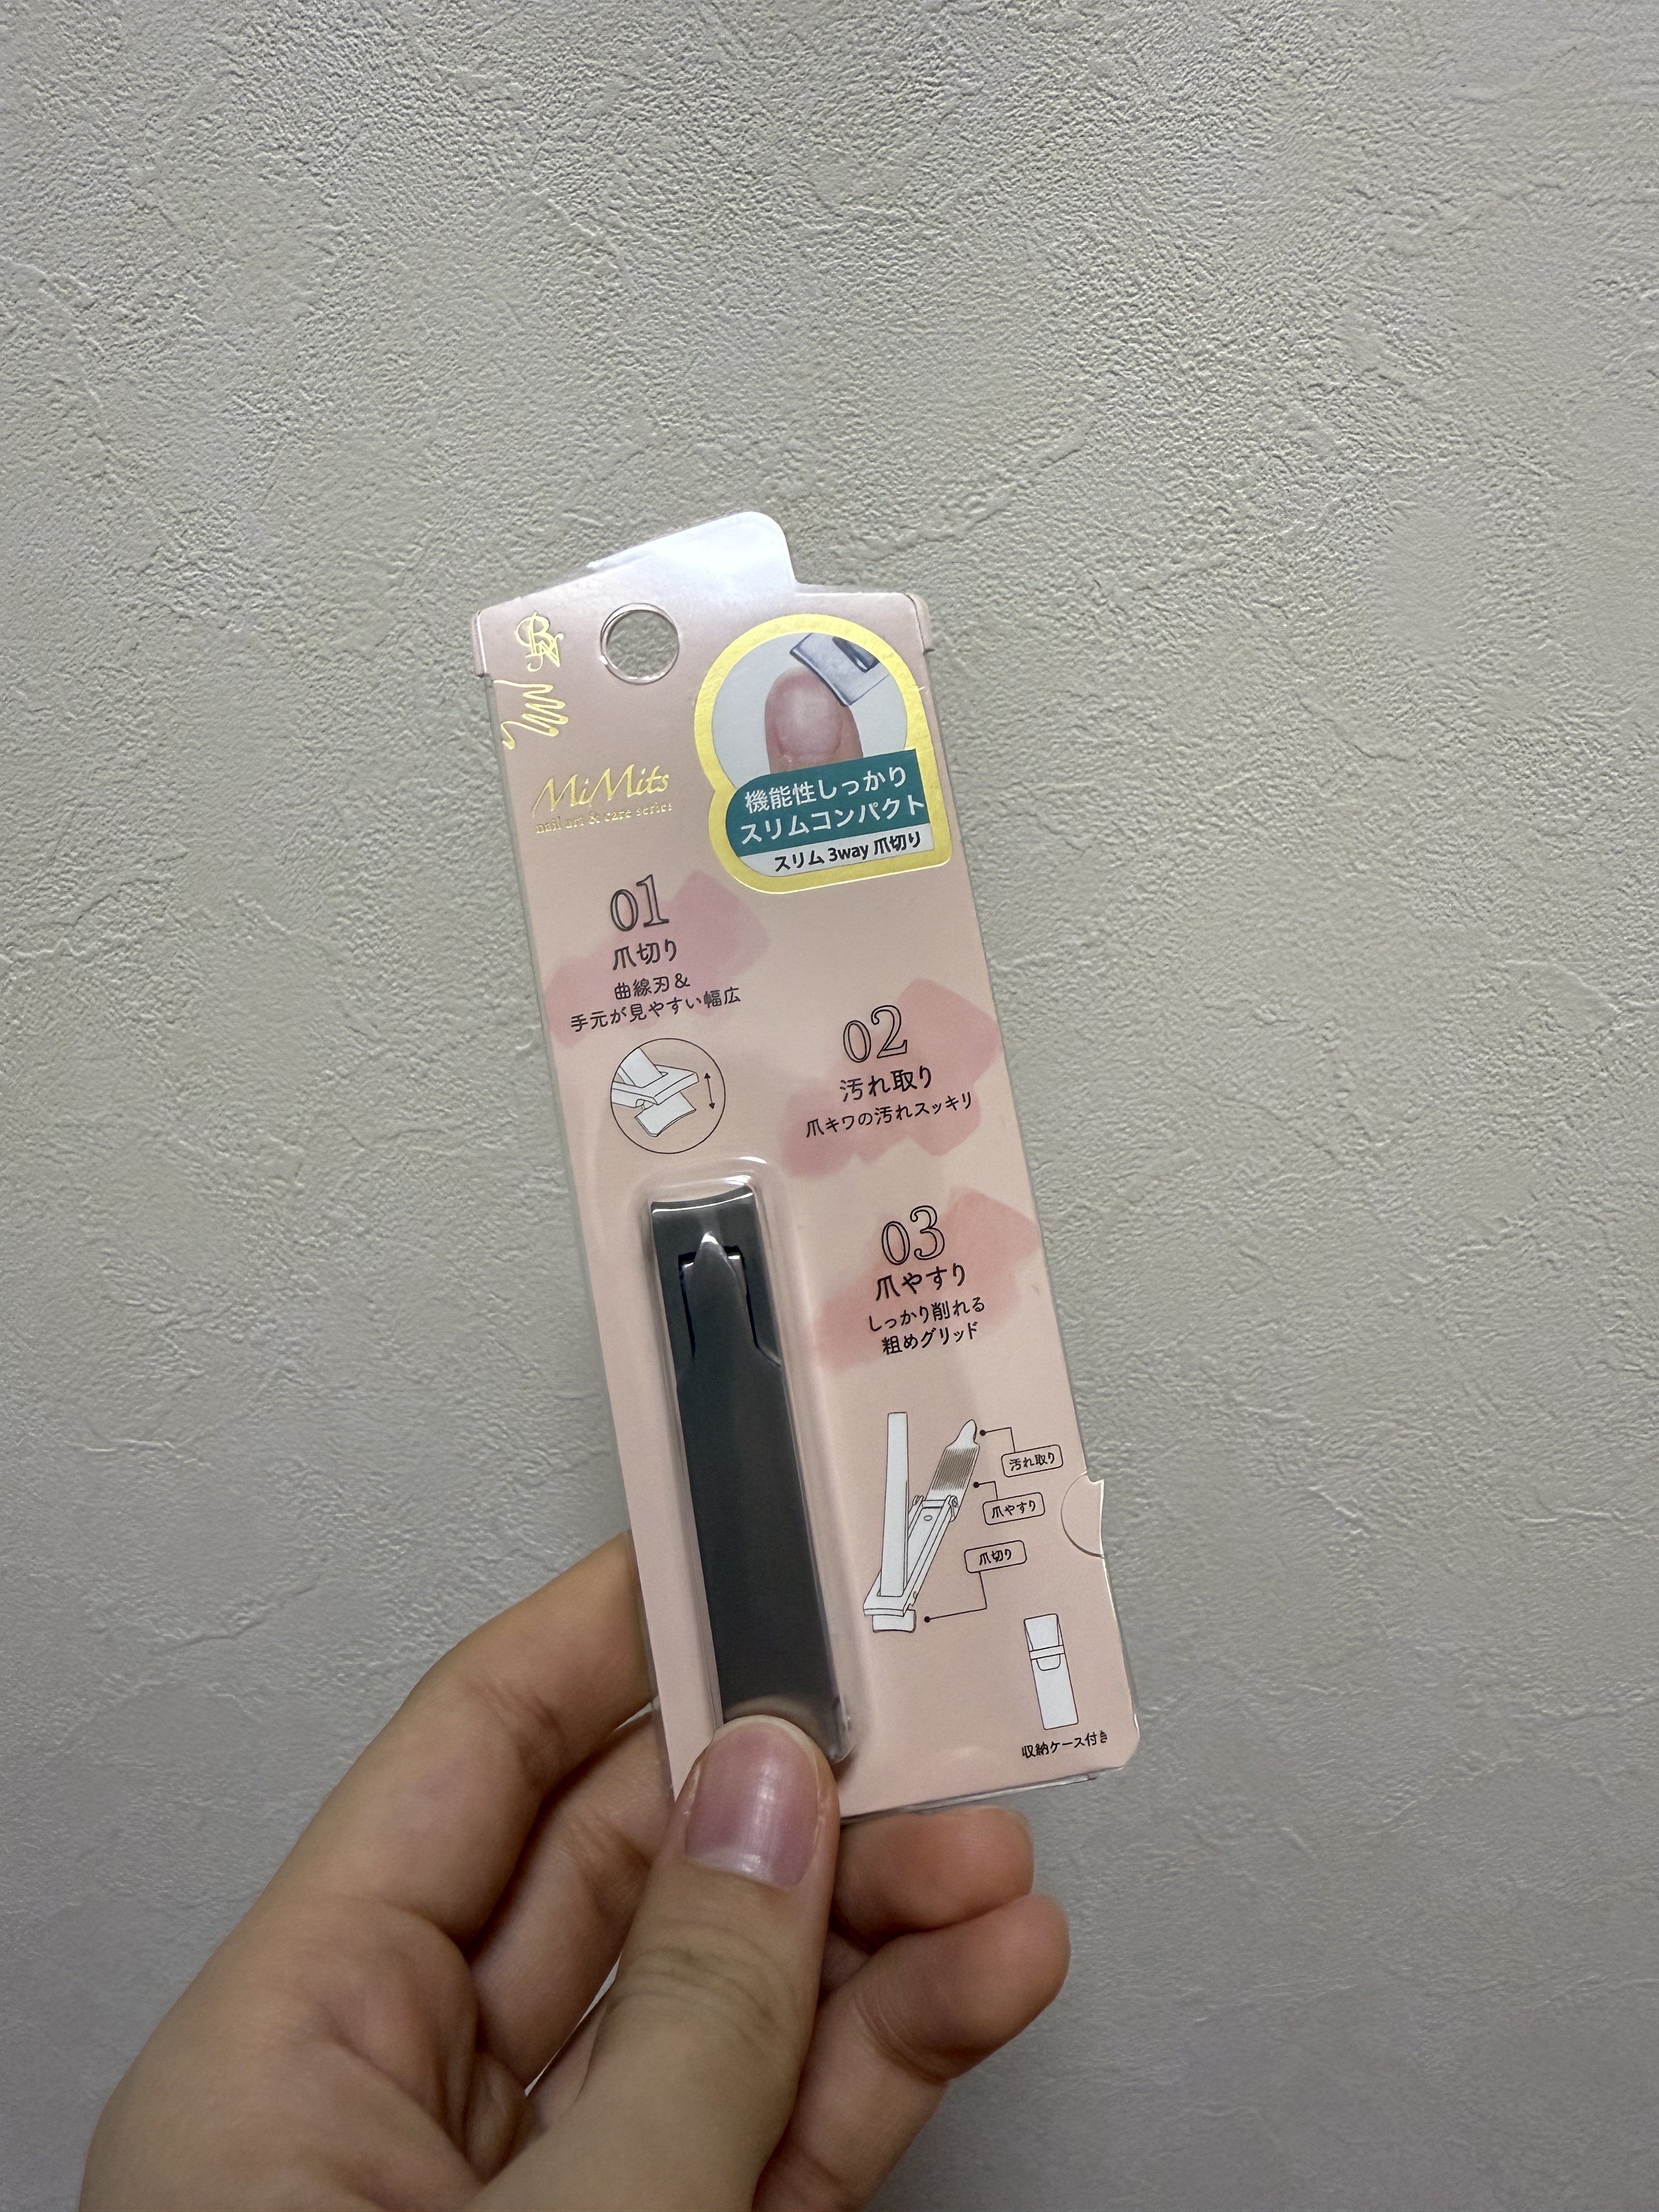 MiMits
nail art & care series
機能性しっかり
スリムコンパクト
スリム 3way 爪切り
01
爪切り
曲線刃&
手元が見やすい幅広
02
汚れ取り
爪キワの汚れスッキリ
03
爪やすり
しっかり削れる
粗めグリッド
汚れ取り
爪やすり
爪切り
収納ケース付き